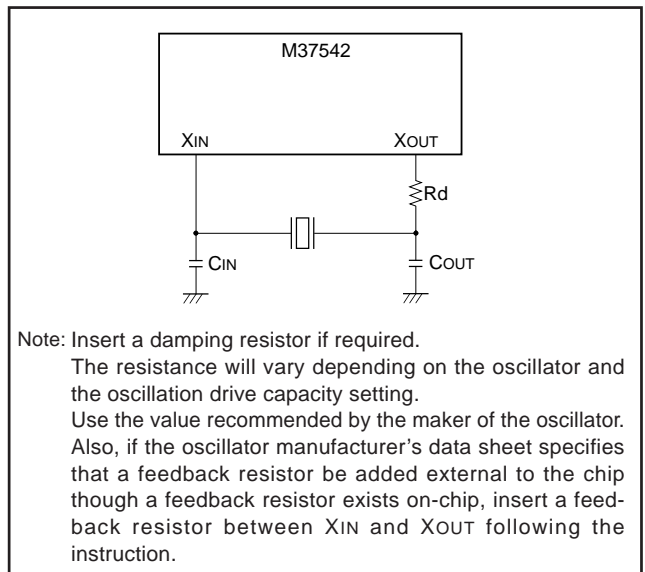 M37542
XIN XOUT
Rd
CIN COUT
Note: Insert a damping resistor if required.
The resistance will vary depending on the oscillator and
the oscillation drive capacity setting.
Use the value recommended by the maker of the oscillator.
Also, if the oscillator manufacturer's data sheet specifies
that a feedback resistor be added external to the chip
though a feedback resistor exists on-chip, insert a feed-
back resistor between XIN and XOUT following the
instruction.